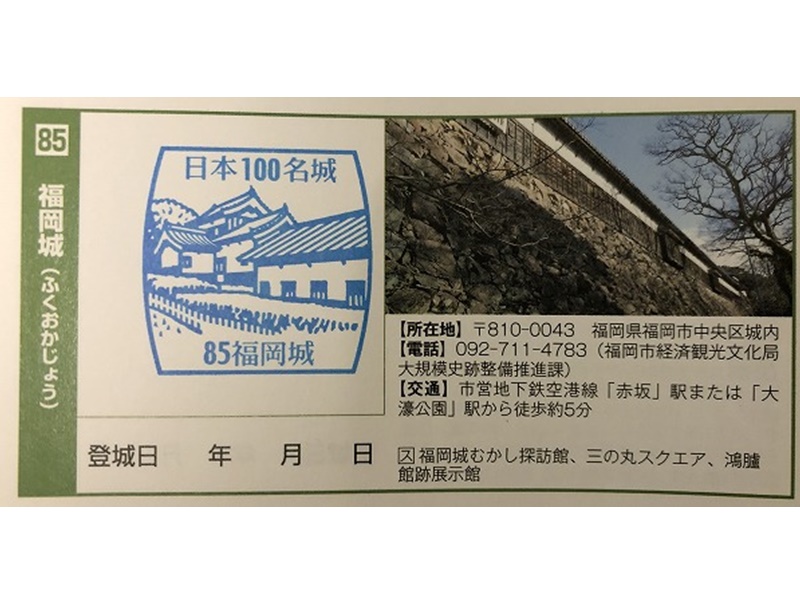 85
福岡城（ふくおかじょう）
日本100名城
85福岡城
【所在地】〒810-0043　福岡県福岡市中央区城内
【電話】092-711-4783（福岡市経済観光文化局
大規模史跡整備推進課）
【交通】市営地下鉄空港線「赤坂」駅または「大
濠公園」駅から徒歩約5分
登城日　年　月　日
ス福岡城むかし探訪館、三の丸スクエア、鴻臚
館跡展示館